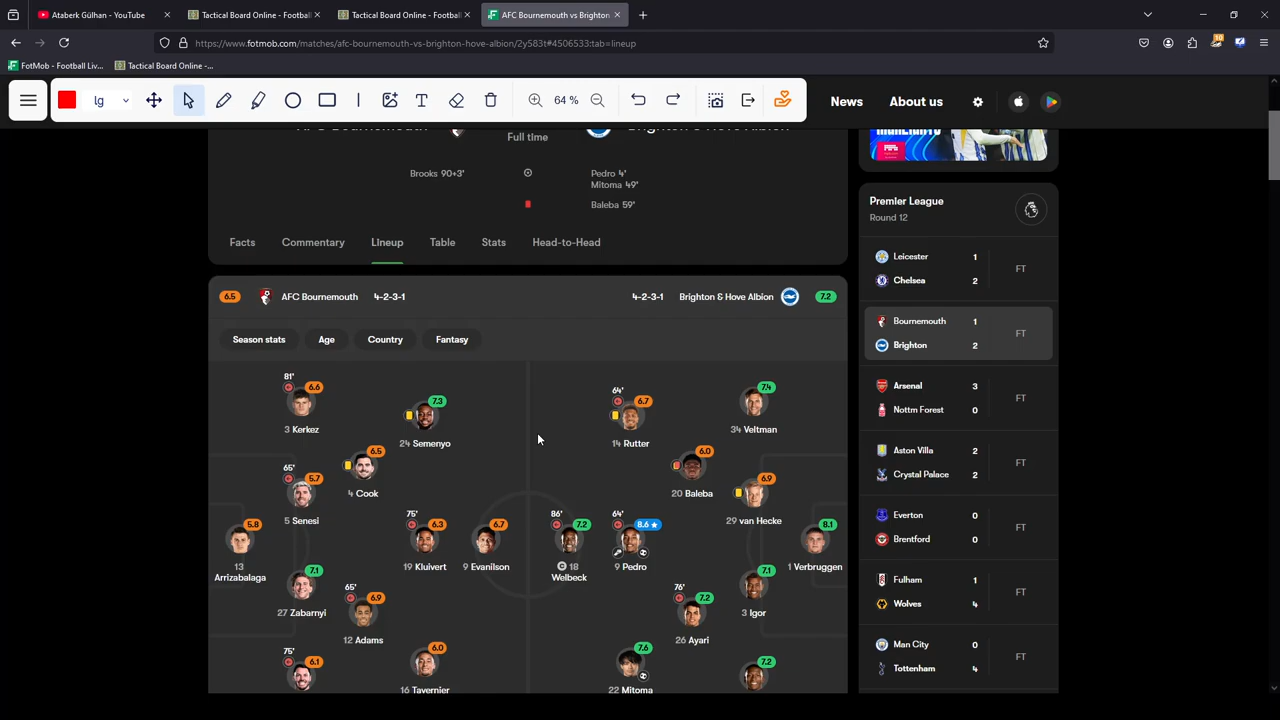 Ataberk Gülhan - YouTube
Tactical Board Online - Football
Tactical Board Online - Football
AFC Bournemouth vs Brighton
https://www.fotmob.com/matches/afc-bournemouth-vs-brighton-hove-albion/2y583t#4506533:tab=lineup
10
FotMob - Football Liv...
Tactical Board Online -...
lg
64 %
News
About us
AFC Bournemouth
Full time
Brighton & Hove Albion
Brooks 90+3'
Pedro 4'
Mitoma 49'
Baleba 59'
Facts
Commentary
Lineup
Table
Stats
Head-to-Head
6.5
AFC Bournemouth
4-2-3-1
4-2-3-1
Brighton & Hove Albion
7.2
Season stats
Age
Country
Fantasy
81'
6.6
3 Kerkez
7.3
24 Semenyo
6.5
4 Cook
65'
5.7
5 Senesi
5.8
13
Arrizabalaga
75'
6.3
19 Kluivert
6.7
9 Evanilson
7.1
27 Zabarnyi
65'
6.9
12 Adams
75'
6.1
6.0
16 Tavernier
64'
6.7
14 Rutter
7.4
34 Veltman
6.0
20 Baleba
6.9
29 van Hecke
86'
7.2
C 18
Welbeck
64'
8.6
9 Pedro
8.1
1 Verbruggen
7.1
3 Igor
76'
7.2
26 Ayari
7.6
22 Mitoma
7.2
HIGHLIGHTS
Premier League
Round 12
Leicester 1
Chelsea 2
FT
Bournemouth 1
Brighton 2
FT
Arsenal 3
Nottm Forest 0
FT
Aston Villa 2
Crystal Palace 2
FT
Everton 0
Brentford 0
FT
Fulham 1
Wolves 4
FT
Man City 0
Tottenham 4
FT